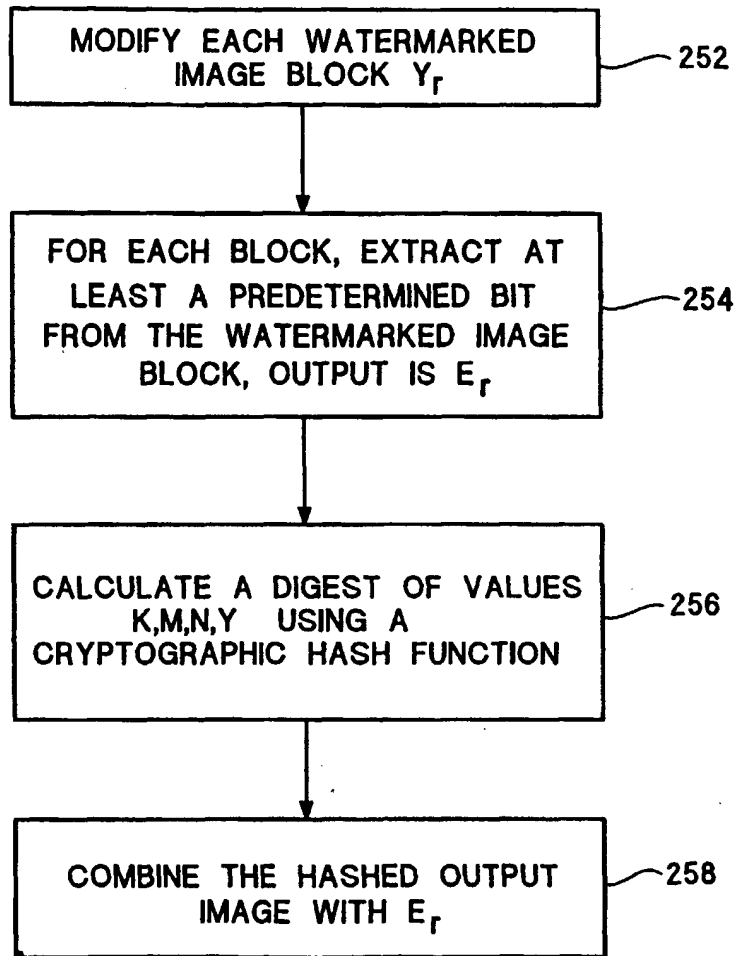 MODIFY EACH WATERMARKED
IMAGE BLOCK Yr
252
FOR EACH BLOCK, EXTRACT AT
LEAST A PREDETERMINED BIT
FROM THE WATERMARKED IMAGE
BLOCK, OUTPUT IS Er
254
CALCULATE A DIGEST OF VALUES
K,M,N,Y USING A
CRYPTOGRAPHIC HASH FUNCTION
256
COMBINE THE HASHED OUTPUT
IMAGE WITH Er
258